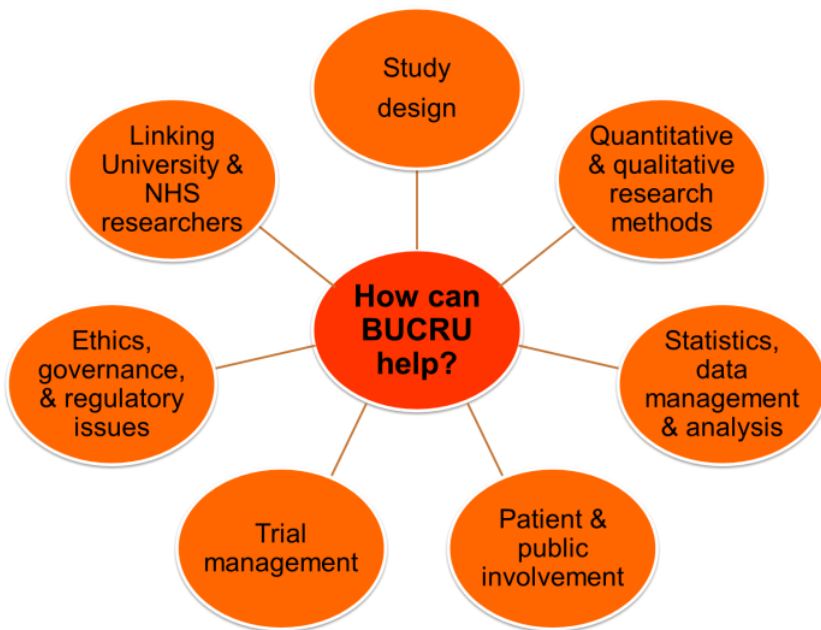 Study
design
Linking
University &
NHS
researchers
Quantitative
& qualitative
research
methods
How can
BUCRU
help?
Ethics,
governance,
& regulatory
issues
Statistics,
data
management
& analysis
Trial
management
Patient &
public
involvement